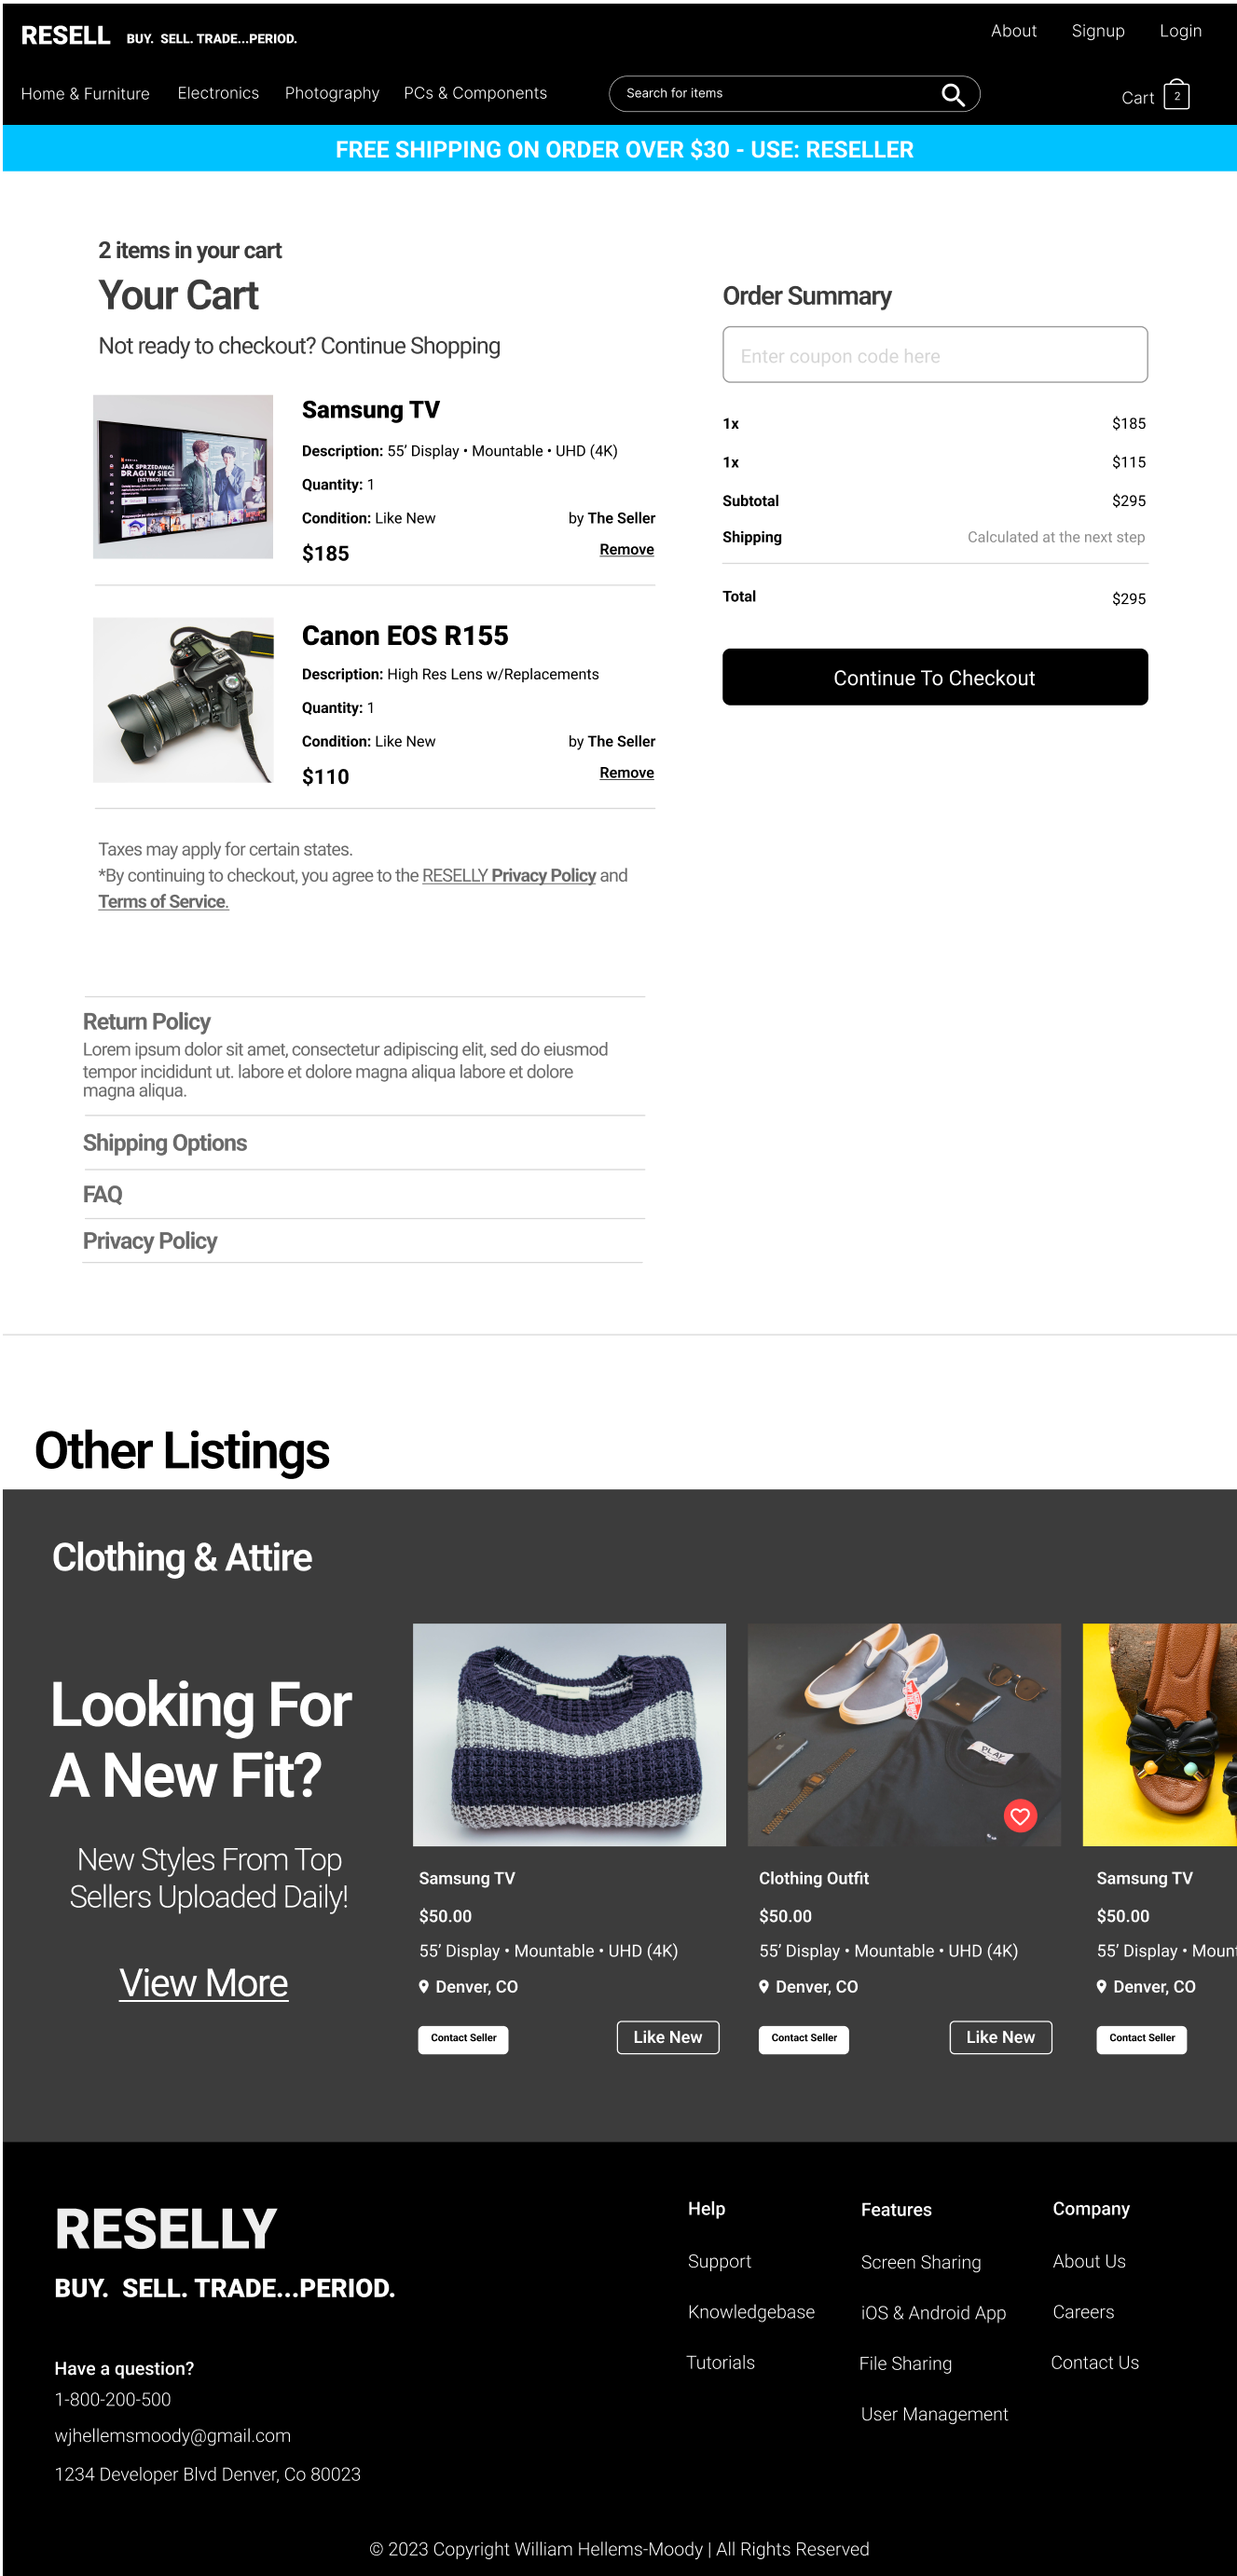 RESELL BUY. SELL. TRADE...PERIOD.
About Signup Login
Home & Furniture Electronics Photography PCs & Components
Search for items
Cart 2
FREE SHIPPING ON ORDER OVER $30 - USE: RESELLER
2 items in your cart
Your Cart
Not ready to checkout? Continue Shopping
JAK SPRZEDAWAĆ
DRAGI W SIECI
(SZYBKO)
Samsung TV
Description: 55’ Display • Mountable • UHD (4K)
Quantity: 1
Condition: Like New by The Seller
$185 Remove
Canon EOS R155
Description: High Res Lens w/Replacements
Quantity: 1
Condition: Like New by The Seller
$110 Remove
Taxes may apply for certain states.
*By continuing to checkout, you agree to the RESELLY Privacy Policy and
Terms of Service.
Order Summary
Enter coupon code here
1x $185
1x $115
Subtotal $295
Shipping Calculated at the next step
Total $295
Continue To Checkout
Return Policy
Lorem ipsum dolor sit amet, consectetur adipiscing elit, sed do eiusmod
tempor incididunt ut. labore et dolore magna aliqua labore et dolore
magna aliqua.
Shipping Options
FAQ
Privacy Policy
Other Listings
Clothing & Attire
Looking For
A New Fit?
New Styles From Top
Sellers Uploaded Daily!
View More
Samsung TV
$50.00
55’ Display • Mountable • UHD (4K)
Denver, CO
Contact Seller Like New
PLAY
Clothing Outfit
$50.00
55’ Display • Mountable • UHD (4K)
Denver, CO
Contact Seller Like New
Samsung TV
$50.00
55’ Display • Moun
Denver, CO
Contact Seller
RESELLY
BUY. SELL. TRADE...PERIOD.
Have a question?
1-800-200-500
wjhellemsmoody@gmail.com
1234 Developer Blvd Denver, Co 80023
Help
Support
Knowledgebase
Tutorials
Features
Screen Sharing
iOS & Android App
File Sharing
User Management
Company
About Us
Careers
Contact Us
© 2023 Copyright William Hellems-Moody | All Rights Reserved